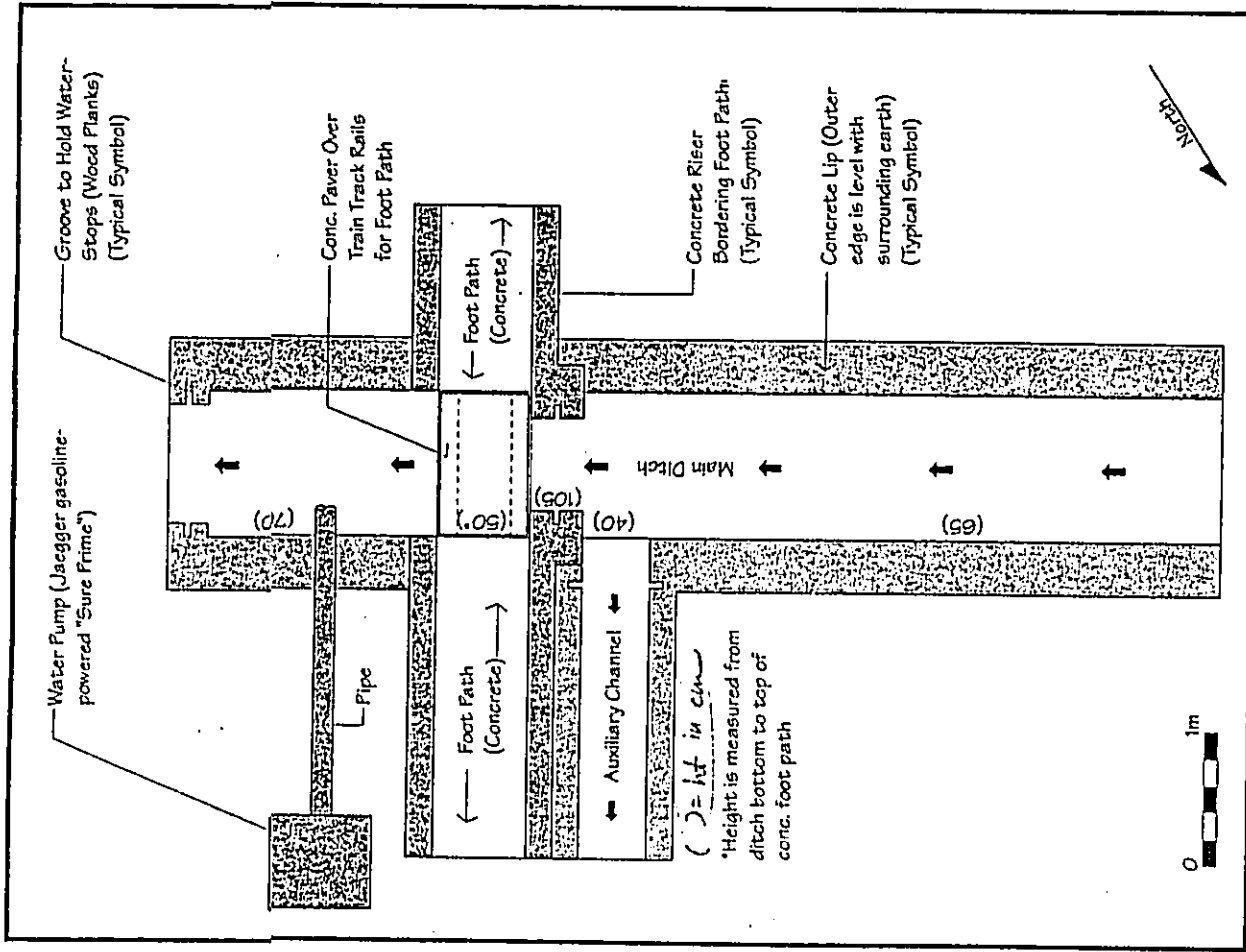 Water Pump (Jaegger gasoline-
powered "Sure Prime")
Groove to Hold Water-
Stops (Wood Planks)
(Typical Symbol)
Conc. Paver Over
Train Track Rails
for Foot Path
Pipe
(70)
Foot Path
(Concrete)
(50*)
Foot Path
(Concrete)
Concrete Riser
Bordering Foot Path
(Typical Symbol)
(105)
(40)
Main Ditch
Auxiliary Channel
Concrete Lip (Outer
edge is level with
surrounding earth)
(Typical Symbol)
(65)
( ) = ht in cm
*Height is measured from
ditch bottom to top of
conc. foot path
North
0 1m